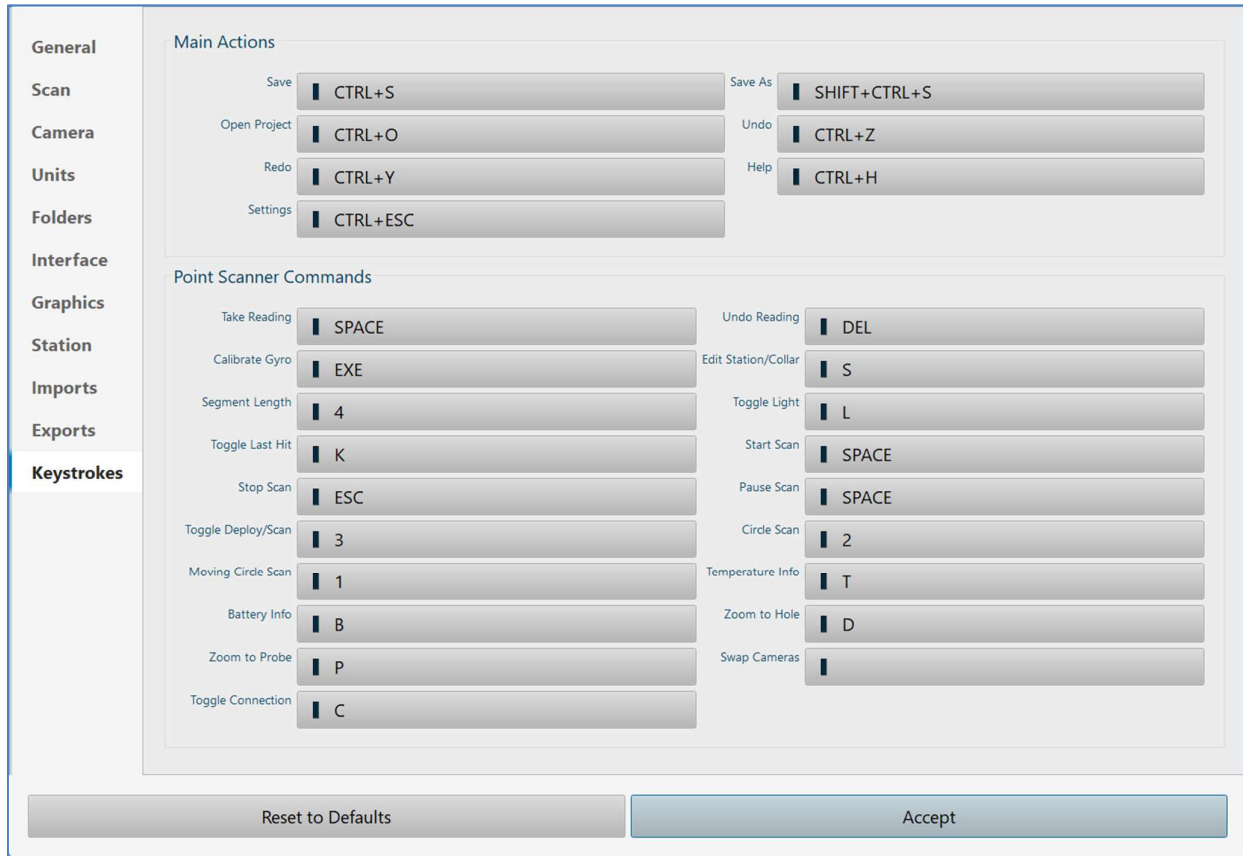 General
Scan
Camera
Units
Folders
Interface
Graphics
Station
Imports
Exports
Keystrokes
Main Actions
Save CTRL+S Save As SHIFT+CTRL+S
Open Project CTRL+O Undo CTRL+Z
Redo CTRL+Y Help CTRL+H
Settings CTRL+ESC
Point Scanner Commands
Take Reading SPACE Undo Reading DEL
Calibrate Gyro EXE Edit Station/Collar S
Segment Length 4 Toggle Light L
Toggle Last Hit K Start Scan SPACE
Stop Scan ESC Pause Scan SPACE
Toggle Deploy/Scan 3 Circle Scan 2
Moving Circle Scan 1 Temperature Info T
Battery Info B Zoom to Hole D
Zoom to Probe P Swap Cameras
Toggle Connection C
Reset to Defaults Accept